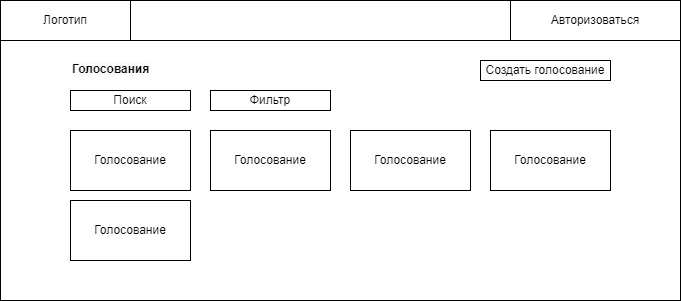 Логотип
Авторизоваться
Голосования
Создать голосование
Поиск
Фильтр
Голосование
Голосование
Голосование
Голосование
Голосование